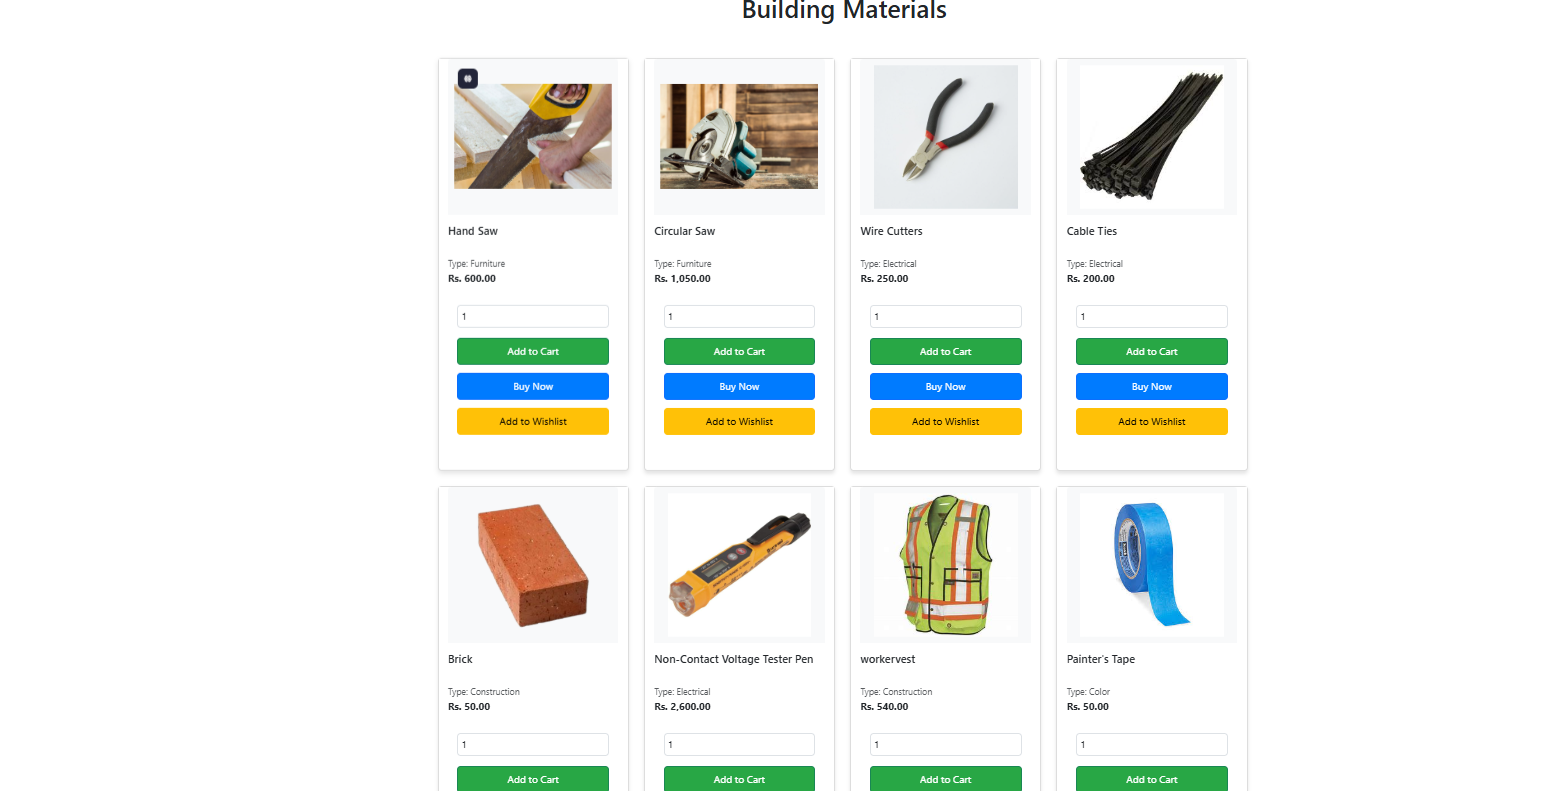 Building Materials
Hand Saw
Type: Furniture
Rs. 600.00
1
Add to Cart
Buy Now
Add to Wishlist
Circular Saw
Type: Furniture
Rs. 1,050.00
1
Add to Cart
Buy Now
Add to Wishlist
Wire Cutters
Type: Electrical
Rs. 250.00
1
Add to Cart
Buy Now
Add to Wishlist
Cable Ties
Type: Electrical
Rs. 200.00
1
Add to Cart
Buy Now
Add to Wishlist
Brick
Type: Construction
Rs. 50.00
1
Add to Cart
Non-Contact Voltage Tester Pen
Type: Electrical
Rs. 2,600.00
1
Add to Cart
workervest
Type: Construction
Rs. 540.00
1
Add to Cart
Painter's Tape
Type: Color
Rs. 50.00
1
Add to Cart